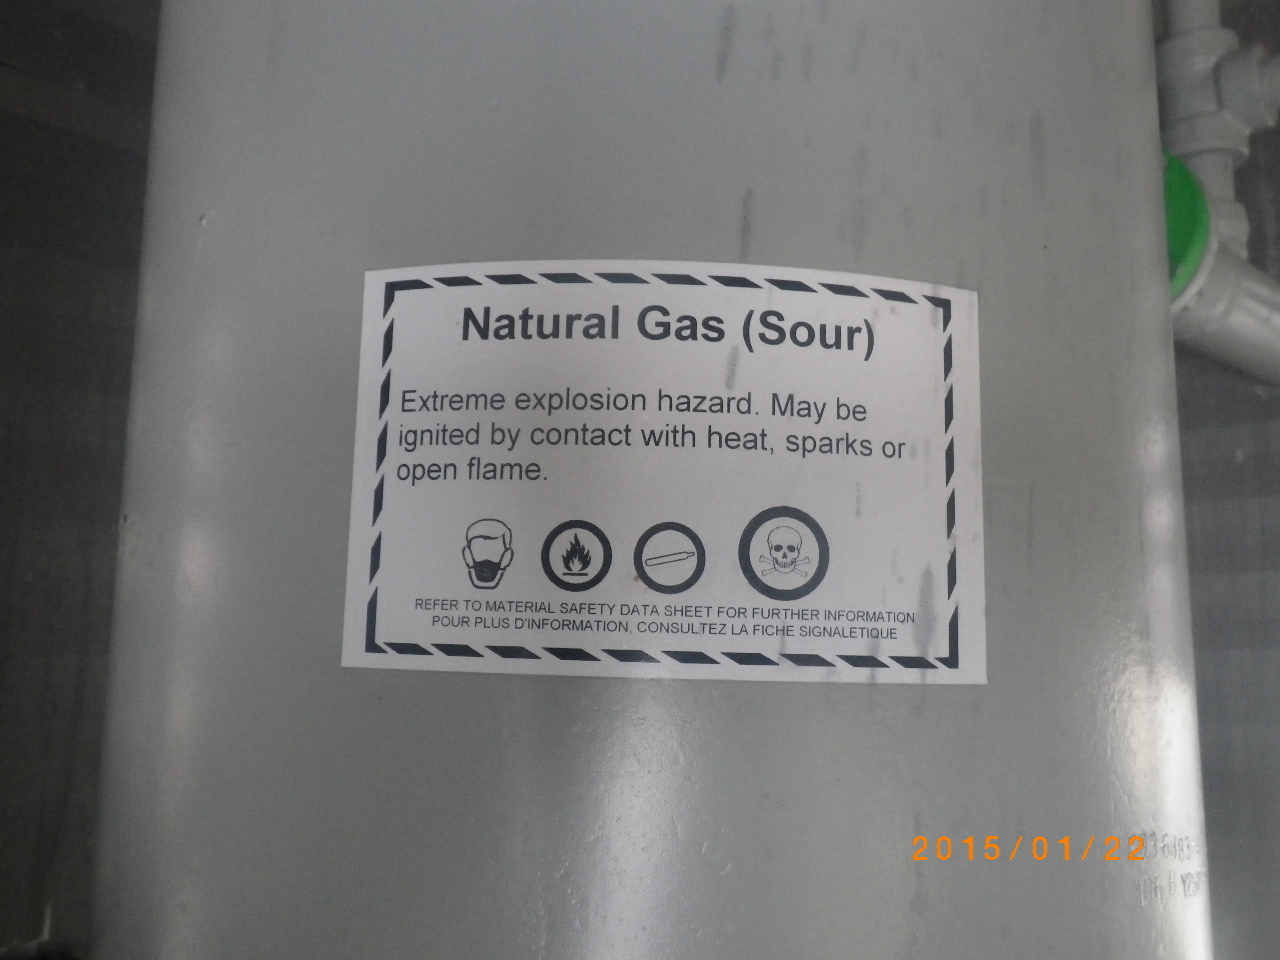 Natural Gas (Sour)
Extreme explosion hazard. May be
ignited by contact with heat, sparks or
open flame.
REFER TO MATERIAL SAFETY DATA SHEET FOR FURTHER INFORMATION
POUR PLUS D'INFORMATION, CONSULTEZ LA FICHE SIGNALETIQUE
2015/01/22